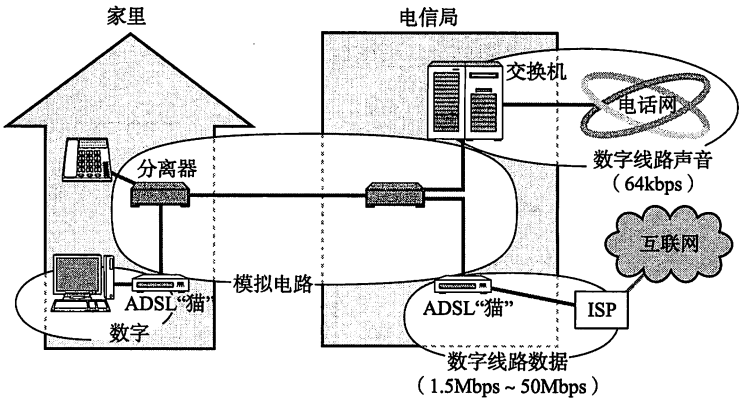 家里
电信局
交换机
电话网
分离器
数字线路声音
（64kbps）
互联网
模拟电路
ADSL“猫”
ADSL“猫”
ISP
数字
数字线路数据
（1.5Mbps ~ 50Mbps）